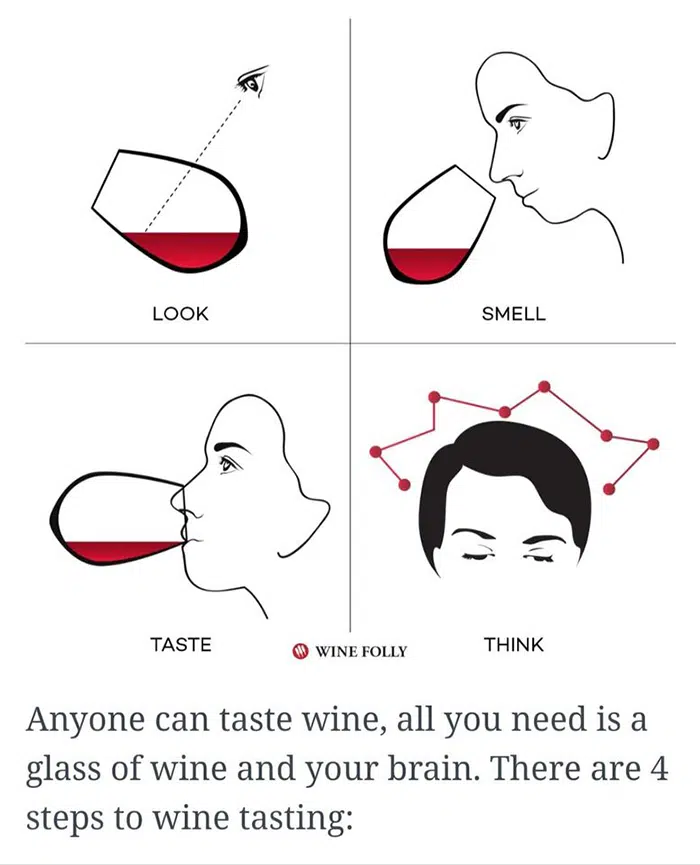 LOOK
SMELL
TASTE
WINE FOLLY
THINK
Anyone can taste wine, all you need is a
glass of wine and your brain. There are 4
steps to wine tasting: